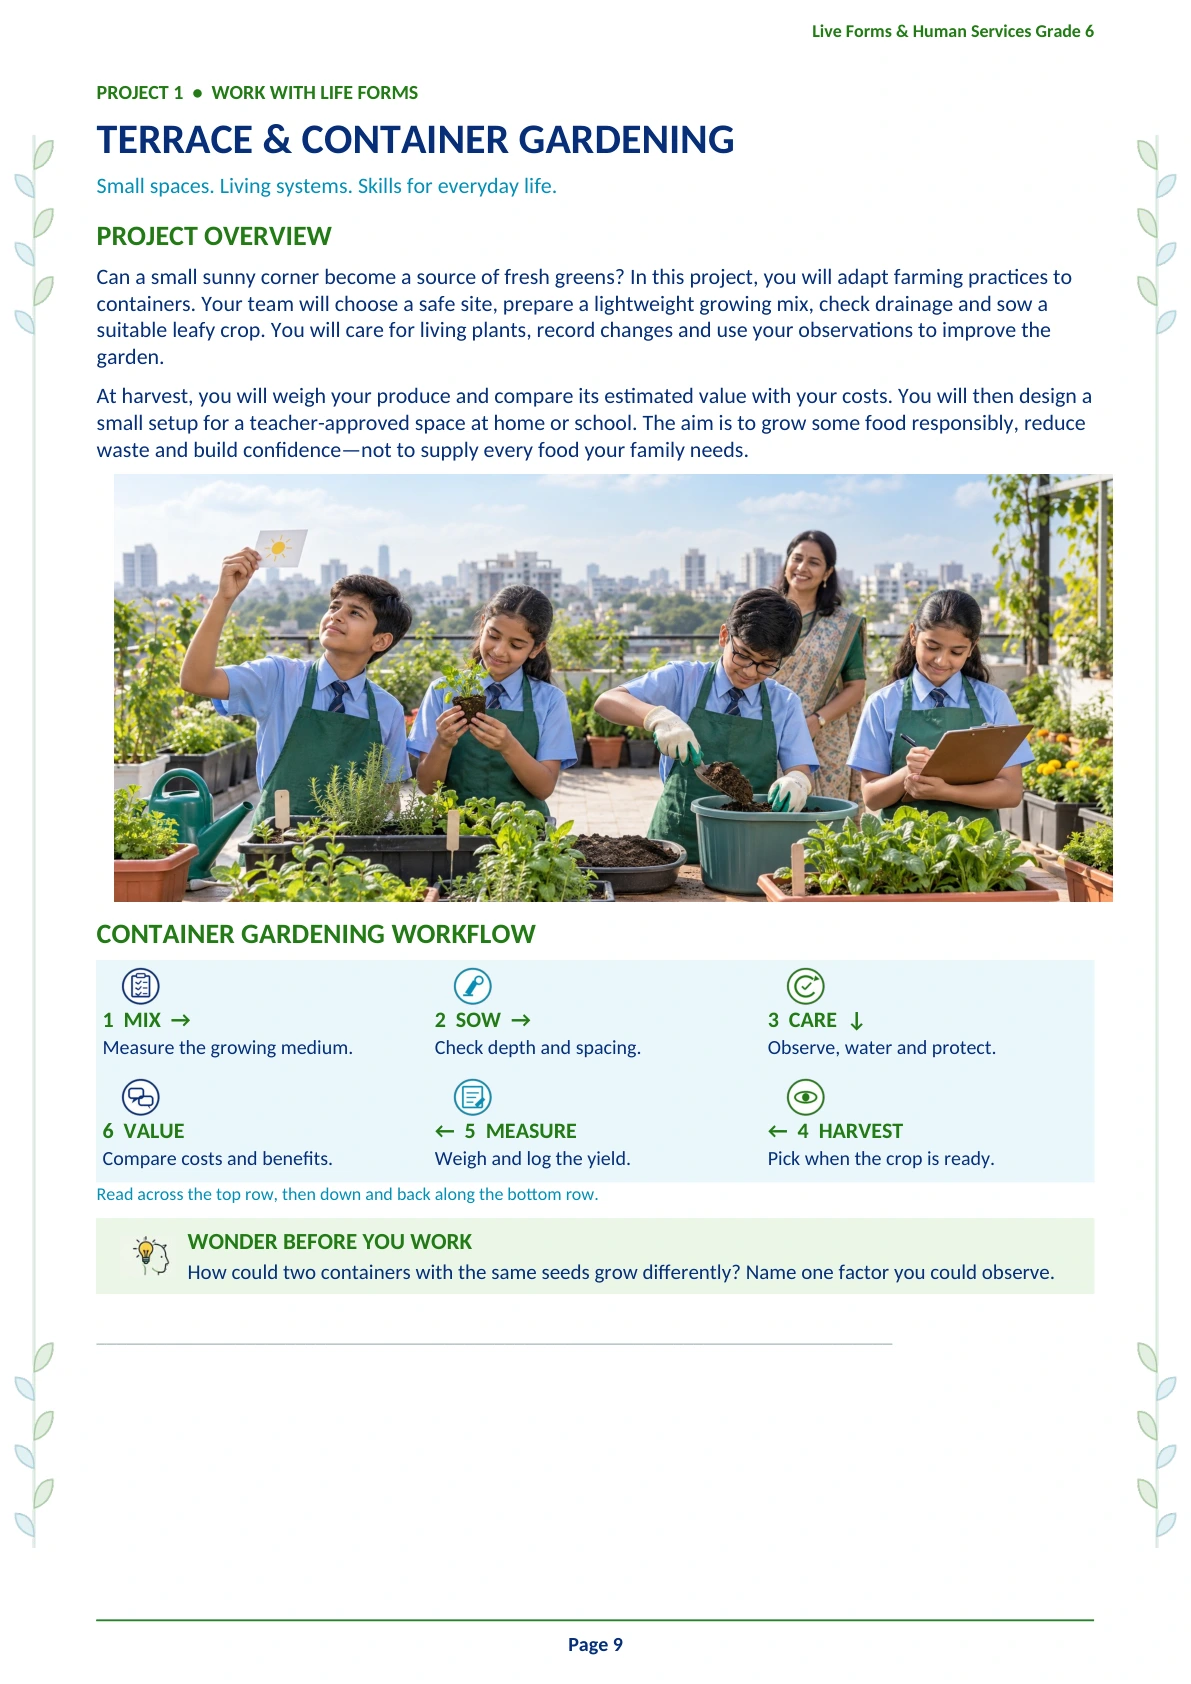 Live Forms & Human Services Grade 6
PROJECT 1 ● WORK WITH LIFE FORMS
TERRACE & CONTAINER GARDENING
Small spaces. Living systems. Skills for everyday life.
PROJECT OVERVIEW
Can a small sunny corner become a source of fresh greens? In this project, you will adapt farming practices to
containers. Your team will choose a safe site, prepare a lightweight growing mix, check drainage and sow a
suitable leafy crop. You will care for living plants, record changes and use your observations to improve the
garden.
At harvest, you will weigh your produce and compare its estimated value with your costs. You will then design a
small setup for a teacher-approved space at home or school. The aim is to grow some food responsibly, reduce
waste and build confidence—not to supply every food your family needs.
CONTAINER GARDENING WORKFLOW
1 MIX →
Measure the growing medium.
2 SOW →
Check depth and spacing.
3 CARE ↓
Observe, water and protect.
6 VALUE
Compare costs and benefits.
← 5 MEASURE
Weigh and log the yield.
← 4 HARVEST
Pick when the crop is ready.
Read across the top row, then down and back along the bottom row.
WONDER BEFORE YOU WORK
How could two containers with the same seeds grow differently? Name one factor you could observe.
Page 9